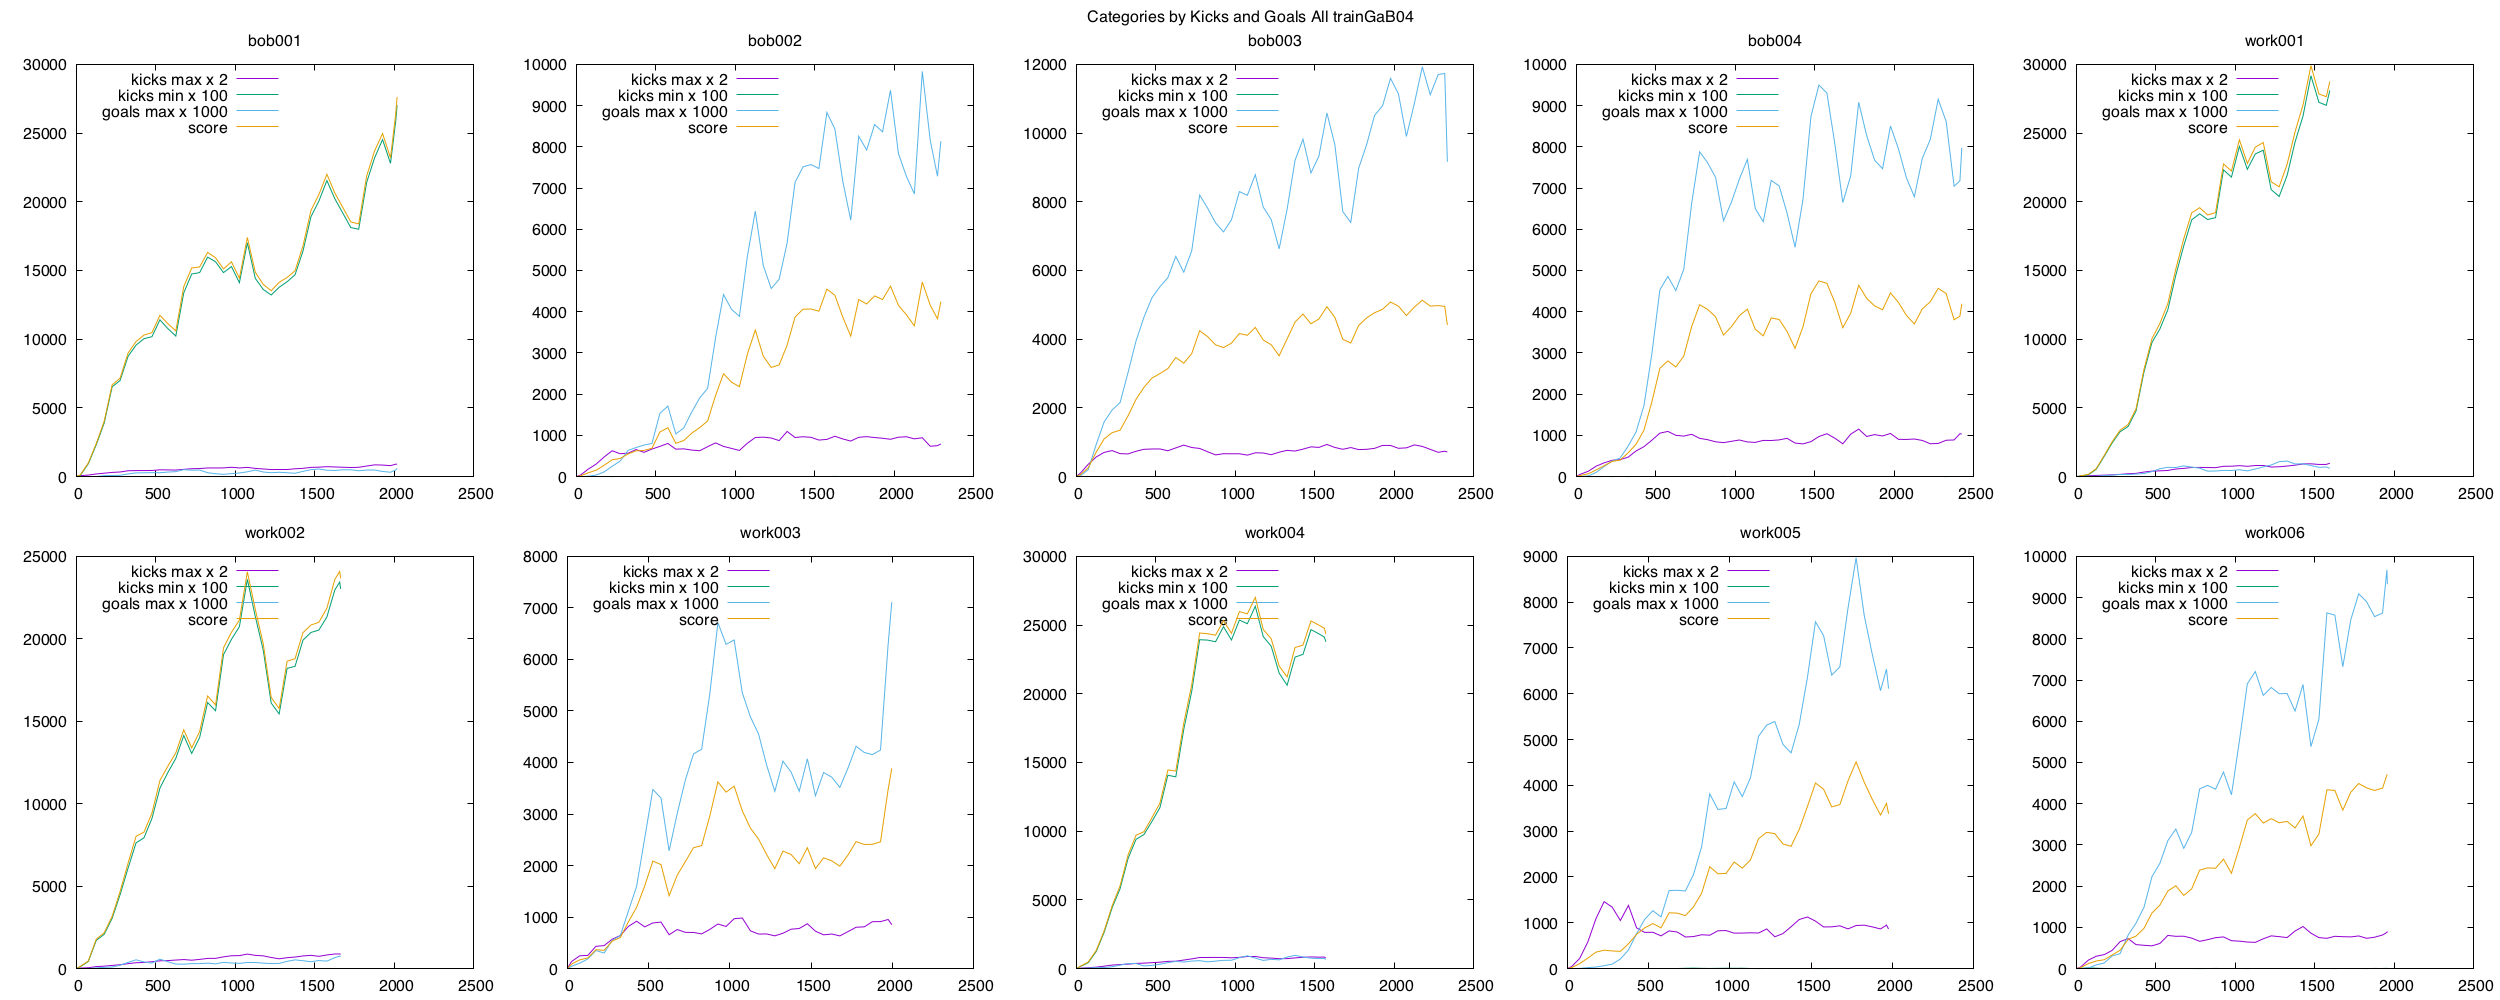 Categories by Kicks and Goals All trainGaB04
bob001
30000
25000
20000
15000
10000
5000
0
kicks max x 2
kicks min x 100
goals max x 1000
score
0 500 1000 1500 2000 2500
bob002
10000
9000
8000
7000
6000
5000
4000
3000
2000
1000
0
kicks max x 2
kicks min x 100
goals max x 1000
score
0 500 1000 1500 2000 2500
bob003
12000
10000
8000
6000
4000
2000
0
kicks max x 2
kicks min x 100
goals max x 1000
score
0 500 1000 1500 2000 2500
bob004
10000
9000
8000
7000
6000
5000
4000
3000
2000
1000
0
kicks max x 2
kicks min x 100
goals max x 1000
score
0 500 1000 1500 2000 2500
work001
30000
25000
20000
15000
10000
5000
0
kicks max x 2
kicks min x 100
goals max x 1000
score
0 500 1000 1500 2000 2500
work002
25000
20000
15000
10000
5000
0
kicks max x 2
kicks min x 100
goals max x 1000
score
0 500 1000 1500 2000 2500
work003
8000
7000
6000
5000
4000
3000
2000
1000
0
kicks max x 2
kicks min x 100
goals max x 1000
score
0 500 1000 1500 2000 2500
work004
30000
25000
20000
15000
10000
5000
0
kicks max x 2
kicks min x 100
goals max x 1000
score
0 500 1000 1500 2000 2500
work005
9000
8000
7000
6000
5000
4000
3000
2000
1000
0
kicks max x 2
kicks min x 100
goals max x 1000
score
0 500 1000 1500 2000 2500
work006
10000
9000
8000
7000
6000
5000
4000
3000
2000
1000
0
kicks max x 2
kicks min x 100
goals max x 1000
score
0 500 1000 1500 2000 2500